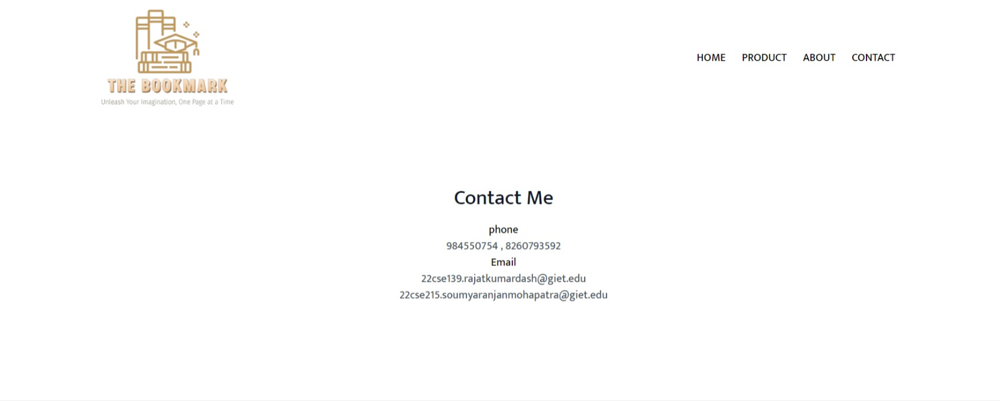 THE BOOKMARK
Unleash Your Imagination, One Page at a Time
HOME PRODUCT ABOUT CONTACT
Contact Me
phone
984550754 , 8260793592
Email
22cse139.rajatkumardash@giet.edu
22cse215.soumyaranjanmohapatra@giet.edu